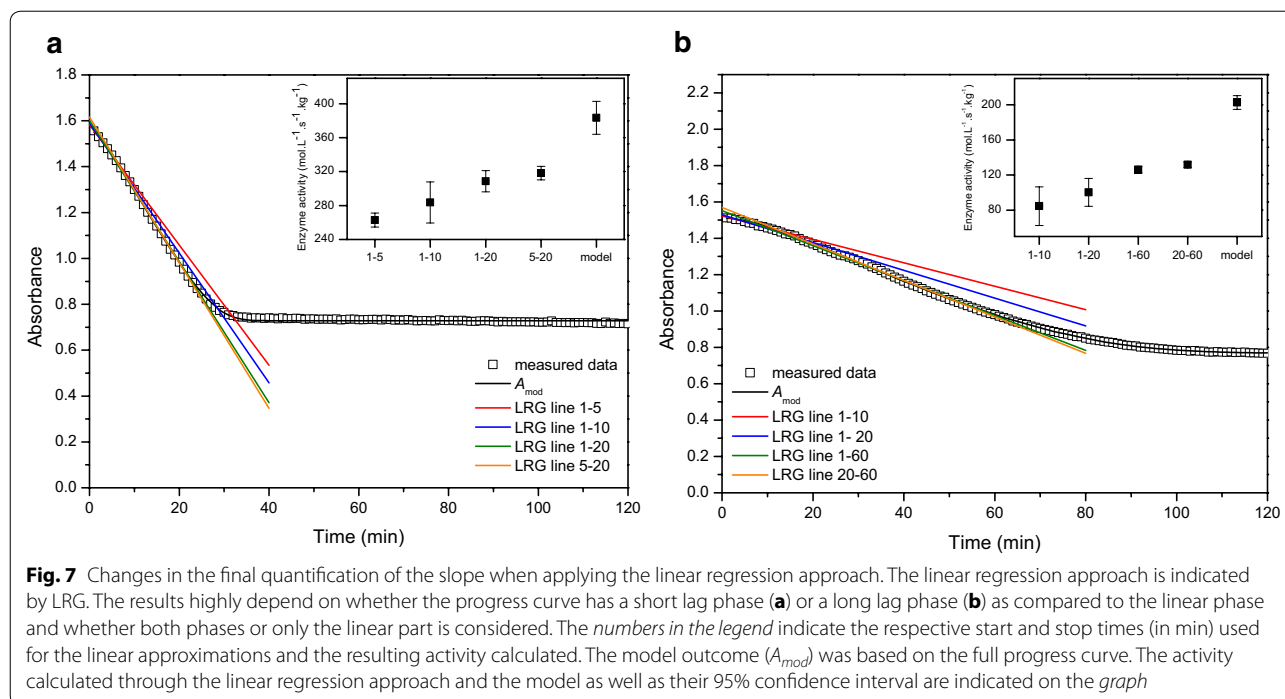 a
1.8
1.6
1.4
1.2
1.0
0.8
0.6
0.4
0.2
0.0
Absorbance
0 20 40 60 80 100 120
Time (min)
Enzyme activity (mol.L⁻¹.s⁻¹.kg⁻¹)
400
360
320
280
240
1-5 1-10 1-20 5-20 model
measured data
A_mod
LRG line 1-5
LRG line 1-10
LRG line 1-20
LRG line 5-20
b
2.2
2.0
1.8
1.6
1.4
1.2
1.0
0.8
0.6
0.4
0.2
0.0
Absorbance
0 20 40 60 80 100 120
Time (min)
Enzyme activity (mol.L⁻¹.s⁻¹.kg⁻¹)
200
160
120
80
1-10 1-20 1-60 20-60 model
measured data
A_mod
LRG line 1-10
LRG line 1- 20
LRG line 1-60
LRG line 20-60
Fig. 7 Changes in the final quantification of the slope when applying the linear regression approach. The linear regression approach is indicated
by LRG. The results highly depend on whether the progress curve has a short lag phase (a) or a long lag phase (b) as compared to the linear phase
and whether both phases or only the linear part is considered. The numbers in the legend indicate the respective start and stop times (in min) used
for the linear approximations and the resulting activity calculated. The model outcome (A_mod) was based on the full progress curve. The activity
calculated through the linear regression approach and the model as well as their 95% confidence interval are indicated on the graph